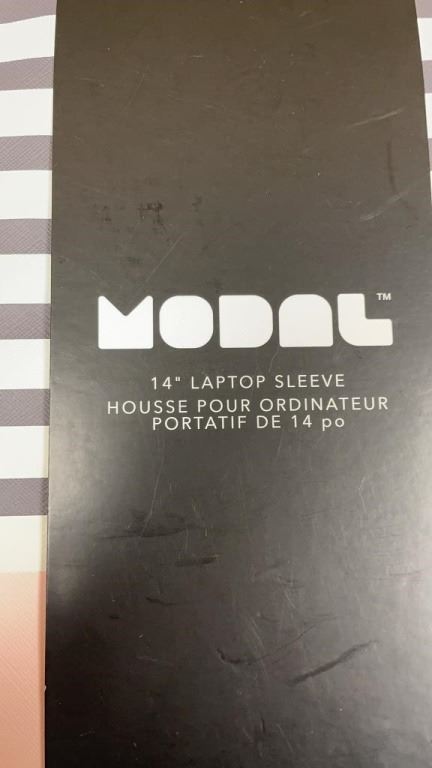 MODAL™
14" LAPTOP SLEEVE
HOUSSE POUR ORDINATEUR
PORTATIF DE 14 po